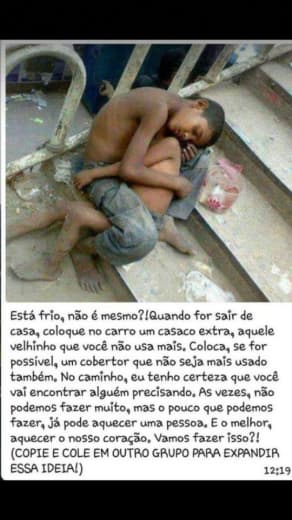 Está frio, não é mesmo?!Quando for sair de
casa, coloque no carro um casaco extra, aquele
velhinho que você não usa mais. Coloca, se for
possível, um cobertor que não seja mais usado
também. No caminho, eu tenho certeza que você
vai encontrar alguém precisando. As vezes, não
podemos fazer muito, mas o pouco que podemos
fazer, já pode aquecer uma pessoa. E o melhor,
aquecer o nosso coração. Vamos fazer isso?!
(COPIE E COLE EM OUTRO GRUPO PARA EXPANDIR
ESSA IDEIA!)
12:19